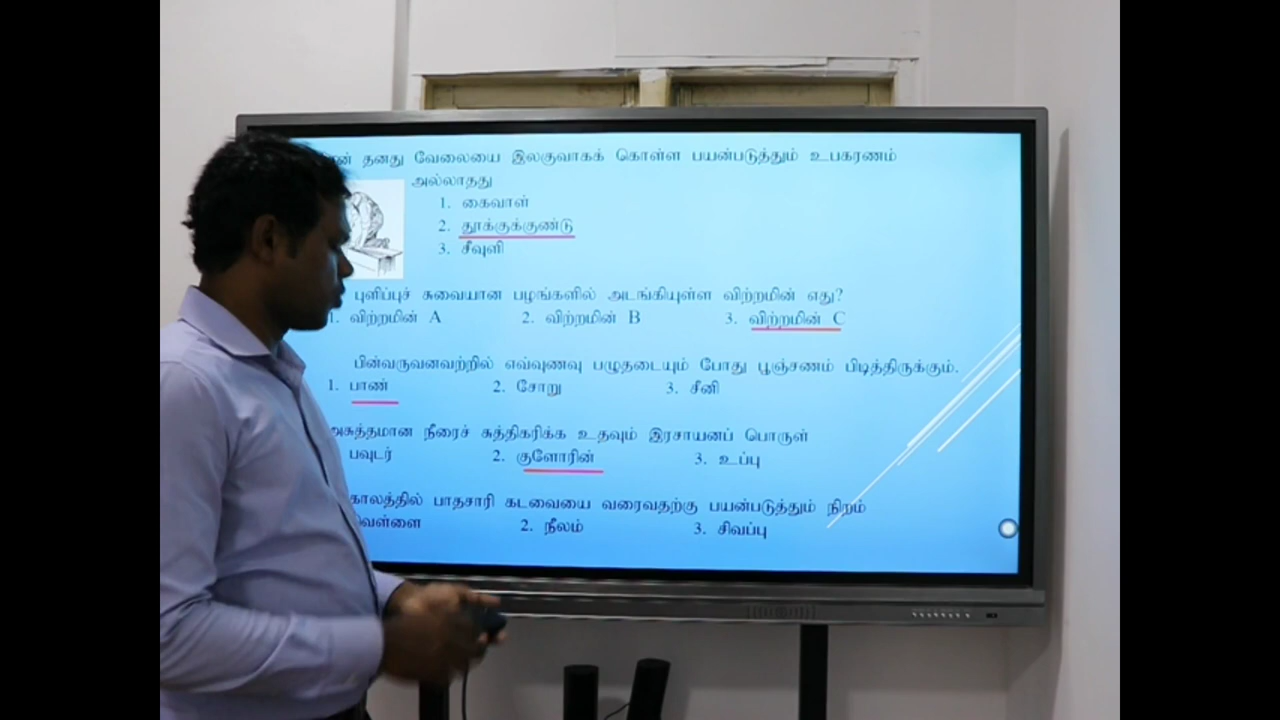 தனது வேலையை இலகுவாகக் கொள்ள பயன்படுத்தும் உபகரணம்
அல்லாதது
1. கைவாள்
2. தூக்குக்குண்டு
3. சீவுளி
புளிப்புச் சுவையான பழங்களில் அடங்கியுள்ள விற்றமின் எது?
1. விற்றமின் A 2. விற்றமின் B 3. விற்றமின் C
பின்வருவனவற்றில் எவ்வுணவு பழுதடையும் போது பூஞ்சணம் பிடித்திருக்கும்.
1. பாண் 2. சோறு 3. சீனி
அசுத்தமான நீரைச் சுத்திகரிக்க உதவும் இரசாயனப் பொருள்
பவுடர் 2. குளோரின் 3. உப்பு
காலத்தில் பாதசாரி கடவையை வரைவதற்கு பயன்படுத்தும் நிறம்
வெள்ளை 2. நீலம் 3. சிவப்பு